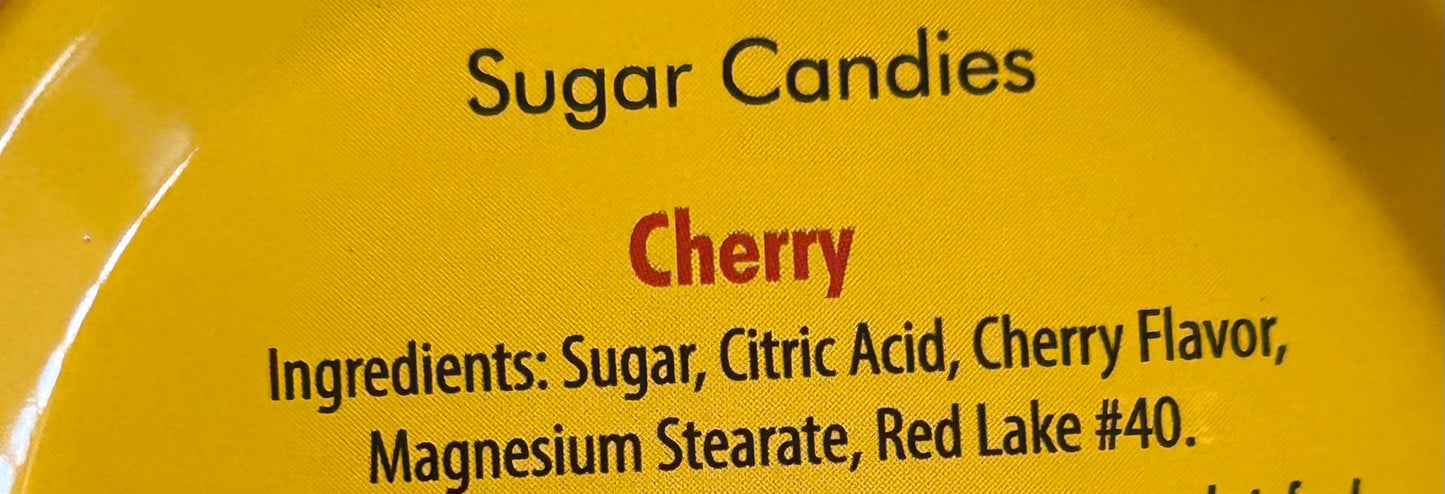 Sugar Candies
Cherry
Ingredients: Sugar, Citric Acid, Cherry Flavor,
Magnesium Stearate, Red Lake #40.